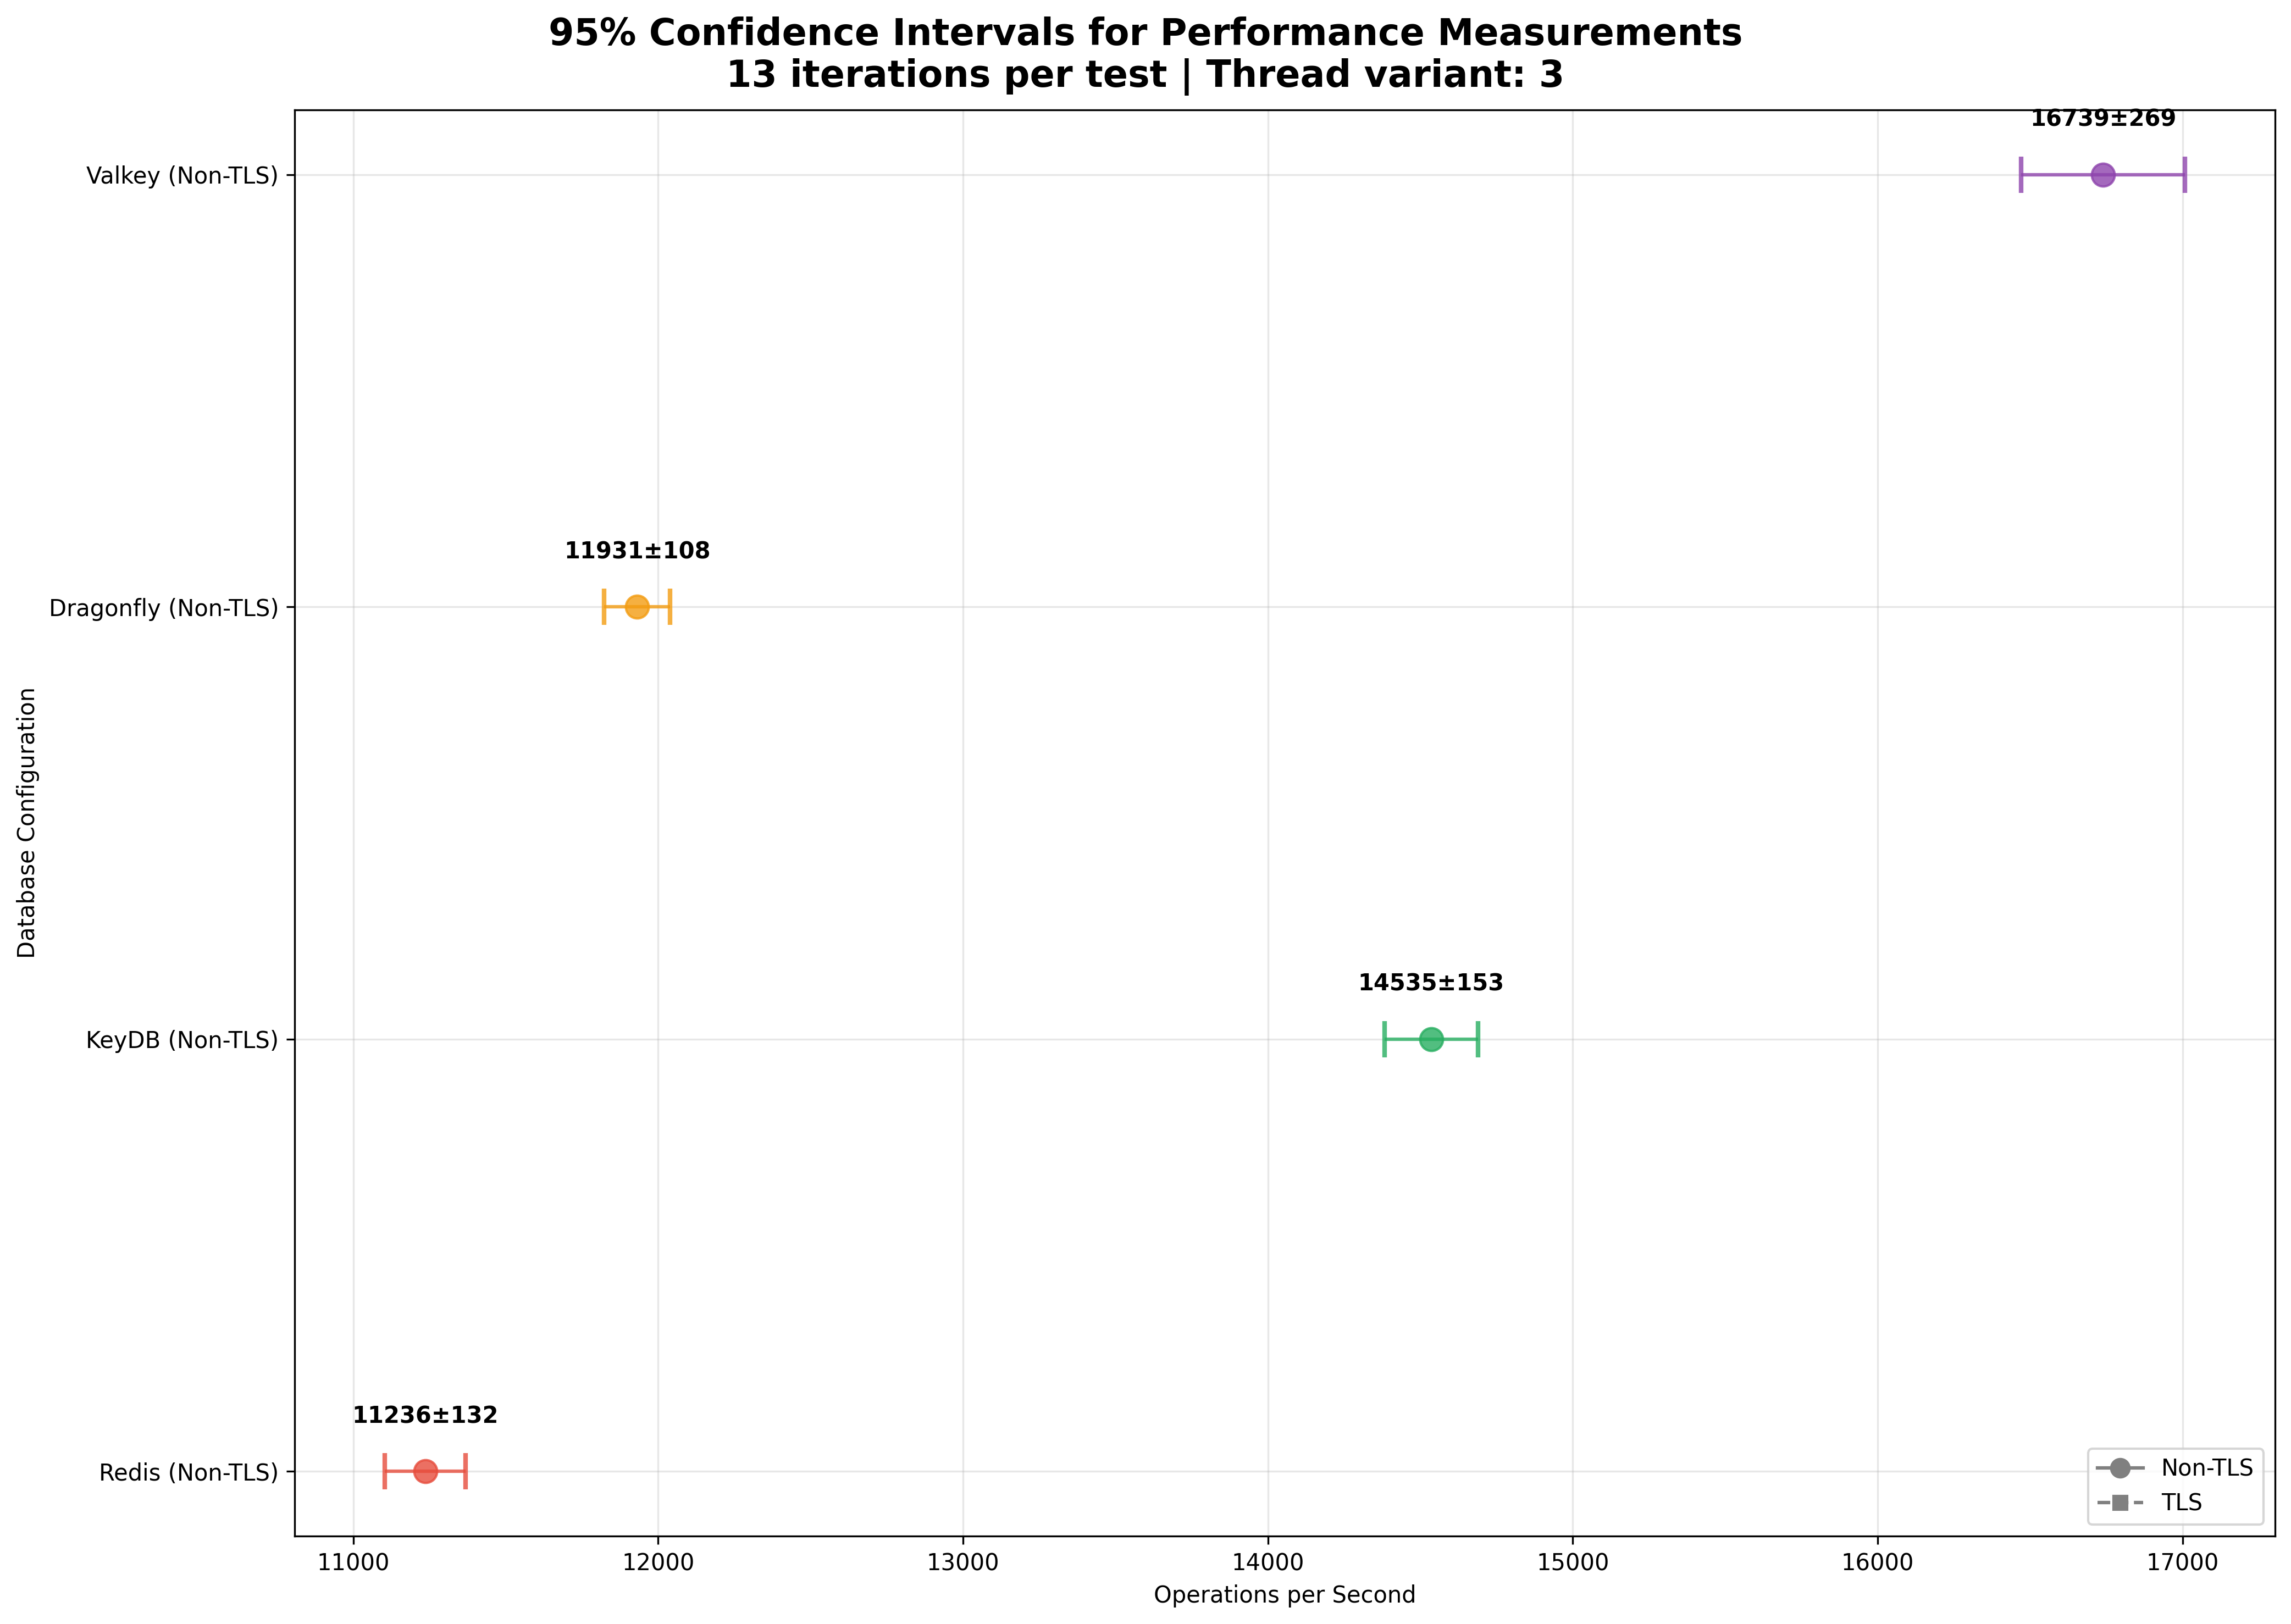 95% Confidence Intervals for Performance Measurements
13 iterations per test | Thread variant: 3
16739±269
Valkey (Non-TLS)
11931±108
Dragonfly (Non-TLS)
Database Configuration
14535±153
KeyDB (Non-TLS)
11236±132
Redis (Non-TLS)
Non-TLS
TLS
11000 12000 13000 14000 15000 16000 17000
Operations per Second